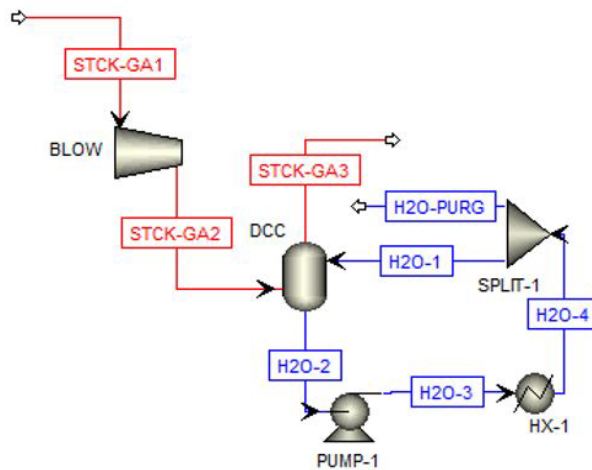 STCK-GA1
BLOW
STCK-GA3
STCK-GA2
DCC
H2O-PURG
H2O-1
SPLIT-1
H2O-4
H2O-2
H2O-3
HX-1
PUMP-1